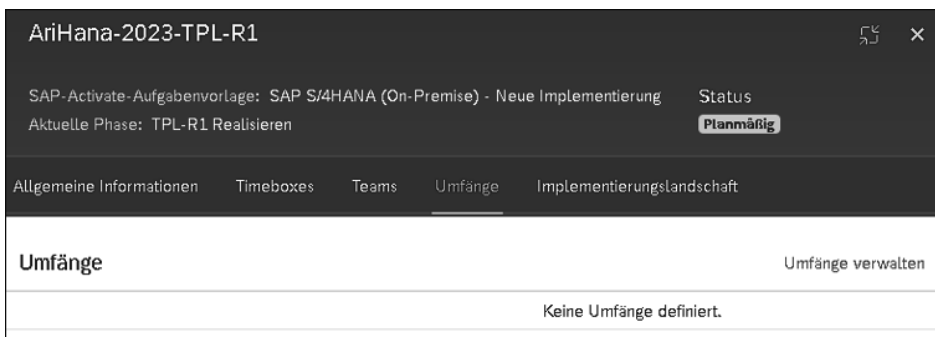 AriHana-2023-TPL-R1
SAP-Activate-Aufgabenvorlage: SAP S/4HANA (On-Premise) - Neue Implementierung
Status
Aktuelle Phase: TPL-R1 Realisieren
Planmäßig
Allgemeine Informationen Timeboxes Teams Umfänge Implementierungslandschaft
Umfänge
Umfänge verwalten
Keine Umfänge definiert.